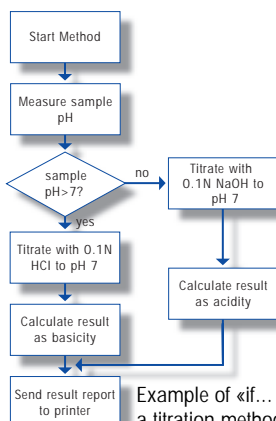 Start Method
Measure sample
pH
sample
pH>7?
no
yes
Titrate with 0.1N
NaOH to
pH 7
Titrate with 0.1N
HCl to pH 7
Calculate result
as acidity
Calculate result
as basicity
Send result report
to printer
Example of «if...
a titration method